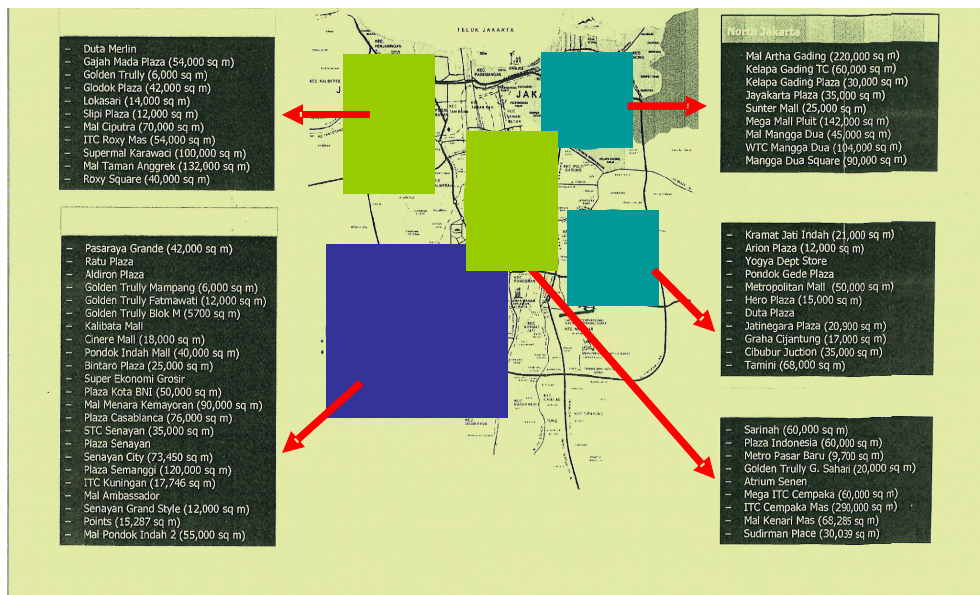 – Duta Merlin
– Gajah Mada Plaza (54,000 sq m)
– Golden Trully (6,000 sq m)
– Glodok Plaza (42,000 sq m)
– Lokasari (14,000 sq m)
– Slipi Plaza (12,000 sq m)
– Mal Ciputra (70,000 sq m)
– ITC Roxy Mas (54,000 sq m)
– Supermal Karawaci (100,000 sq m)
– Mal Taman Anggrek (132,000 sq m)
– Roxy Square (40,000 sq m)
– Pasaraya Grande (42,000 sq m)
– Ratu Plaza
– Aldiron Plaza
– Golden Trully Mampang (6,000 sq m)
– Golden Trully Fatmawati (12,000 sq m)
– Golden Trully Blok M (5700 sq m)
– Kalibata Mall
– Cinere Mall (18,000 sq m)
– Pondok Indah Mall (40,000 sq m)
– Bintaro Plaza (25,000 sq m)
– Super Ekonomi Grosir
– Plaza Kota BNI (50,000 sq m)
– Mal Menara Kemayoran (90,000 sq m)
– Plaza Casablanca (76,000 sq m)
– STC Senayan (35,000 sq m)
– Plaza Senayan
– Senayan City (73,450 sq m)
– Plaza Semanggi (120,000 sq m)
– ITC Kuningan (17,746 sq m)
– Mal Ambassador
– Senayan Grand Style (12,000 sq m)
– Points (15,287 sq m)
– Mal Pondok Indah 2 (55,000 sq m)
TELUK JAKARTA
North Jakarta
– Mal Artha Gading (220,000 sq m)
– Kelapa Gading TC (60,000 sq m)
– Kelapa Gading Plaza (30,000 sq m)
– Jayakarta Plaza (35,000 sq m)
– Sunter Mall (25,000 sq m)
– Mega Mall Pluit (142,000 sq m)
– Mal Mangga Dua (45,000 sq m)
– WTC Mangga Dua (104,000 sq m)
– Mangga Dua Square (90,000 sq m)
– Kramat Jati Indah (21,000 sq m)
– Arion Plaza (12,000 sq m)
– Yogya Dept Store
– Pondok Gede Plaza
– Metropolitan Mall (50,000 sq m)
– Hero Plaza (15,000 sq m)
– Duta Plaza
– Jatinegara Plaza (20,900 sq m)
– Graha Cijantung (17,000 sq m)
– Cibubur Juction (35,000 sq m)
– Tamini (68,000 sq m)
– Sarinah (60,000 sq m)
– Plaza Indonesia (60,000 sq m)
– Metro Pasar Baru (9,700 sq m)
– Golden Trully G. Sahari (20,000 sq m)
– Atrium Senen
– Mega ITC Cempaka (60,000 sq m)
– ITC Cempaka Mas (290,000 sq m)
– Mal Kenari Mas (68,285 sq m)
– Sudirman Place (30,039 sq m)